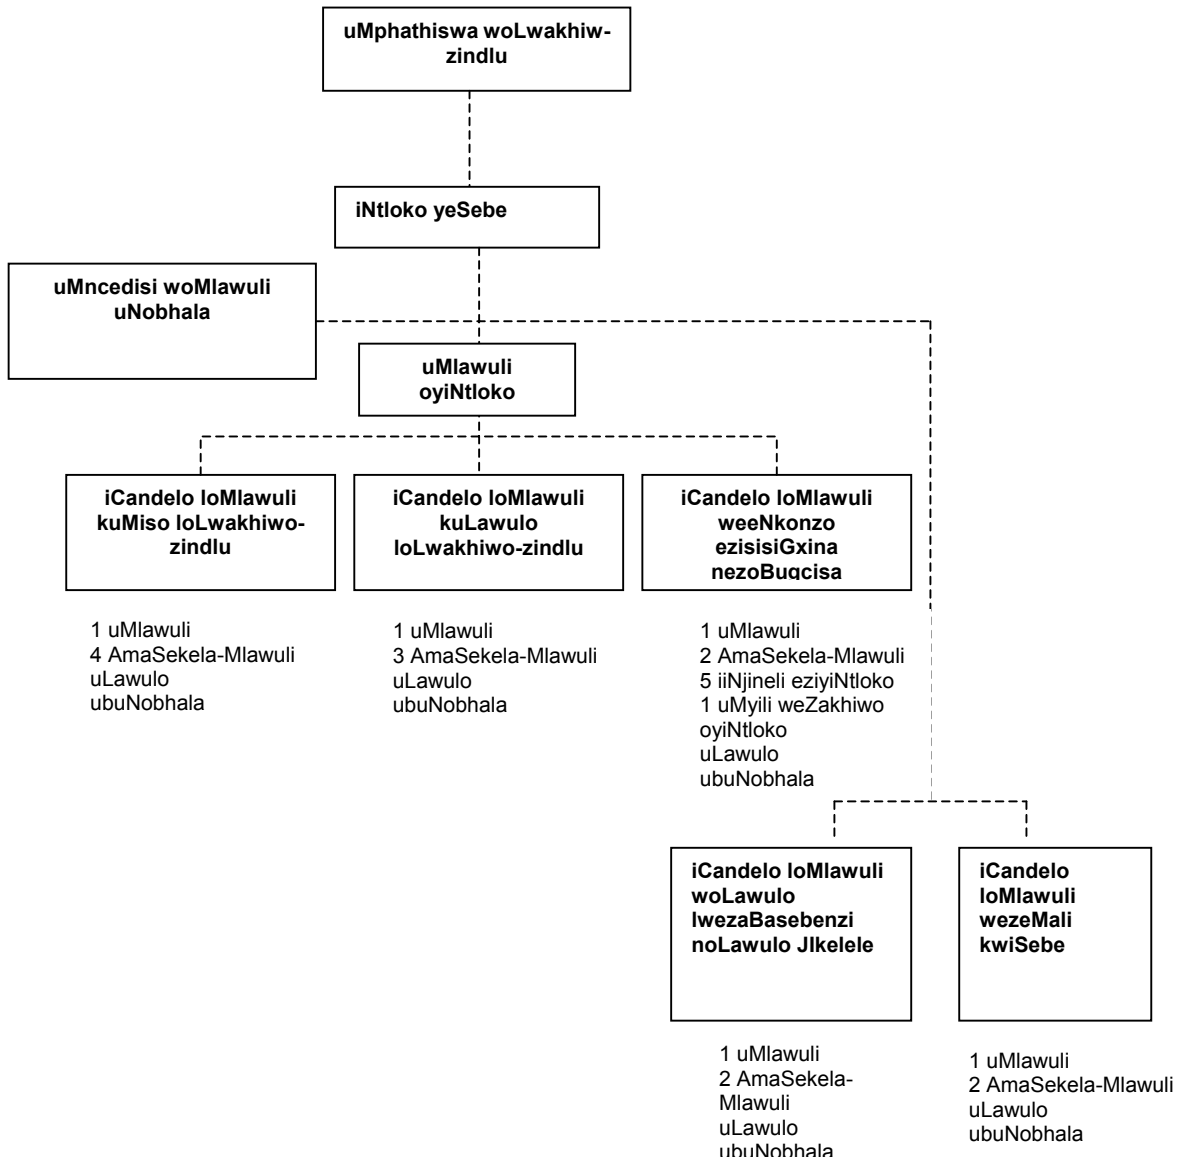 uMphathiswa woLwakhiw-
zindlu
iNtloko yeSebe
uMncedisi woMlawuli
uNobhala
uMlawuli
oyiNtloko
iCandelo loMlawuli
kuMiso loLwakhiwo-
zindlu
iCandelo loMlawuli
kuLawulo
loLwakhiwo-zindlu
iCandelo loMlawuli
weeNkonzo
ezisisiGxina
nezoBugcisa
1 uMlawuli
4 AmaSekela-Mlawuli
uLawulo
ubuNobhala
1 uMlawuli
3 AmaSekela-Mlawuli
uLawulo
ubuNobhala
1 uMlawuli
2 AmaSekela-Mlawuli
5 iiNjineli eziyiNtloko
1 uMyili weZakhiwo
oyiNtloko
uLawulo
ubuNobhala
iCandelo loMlawuli
woLawulo
lwezaBasebenzi
noLawulo JIkelele
iCandelo
loMlawuli
wezeMali
kwiSebe
1 uMlawuli
2 AmaSekela-
Mlawuli
uLawulo
ubuNobhala
1 uMlawuli
2 AmaSekela-Mlawuli
uLawulo
ubuNobhala